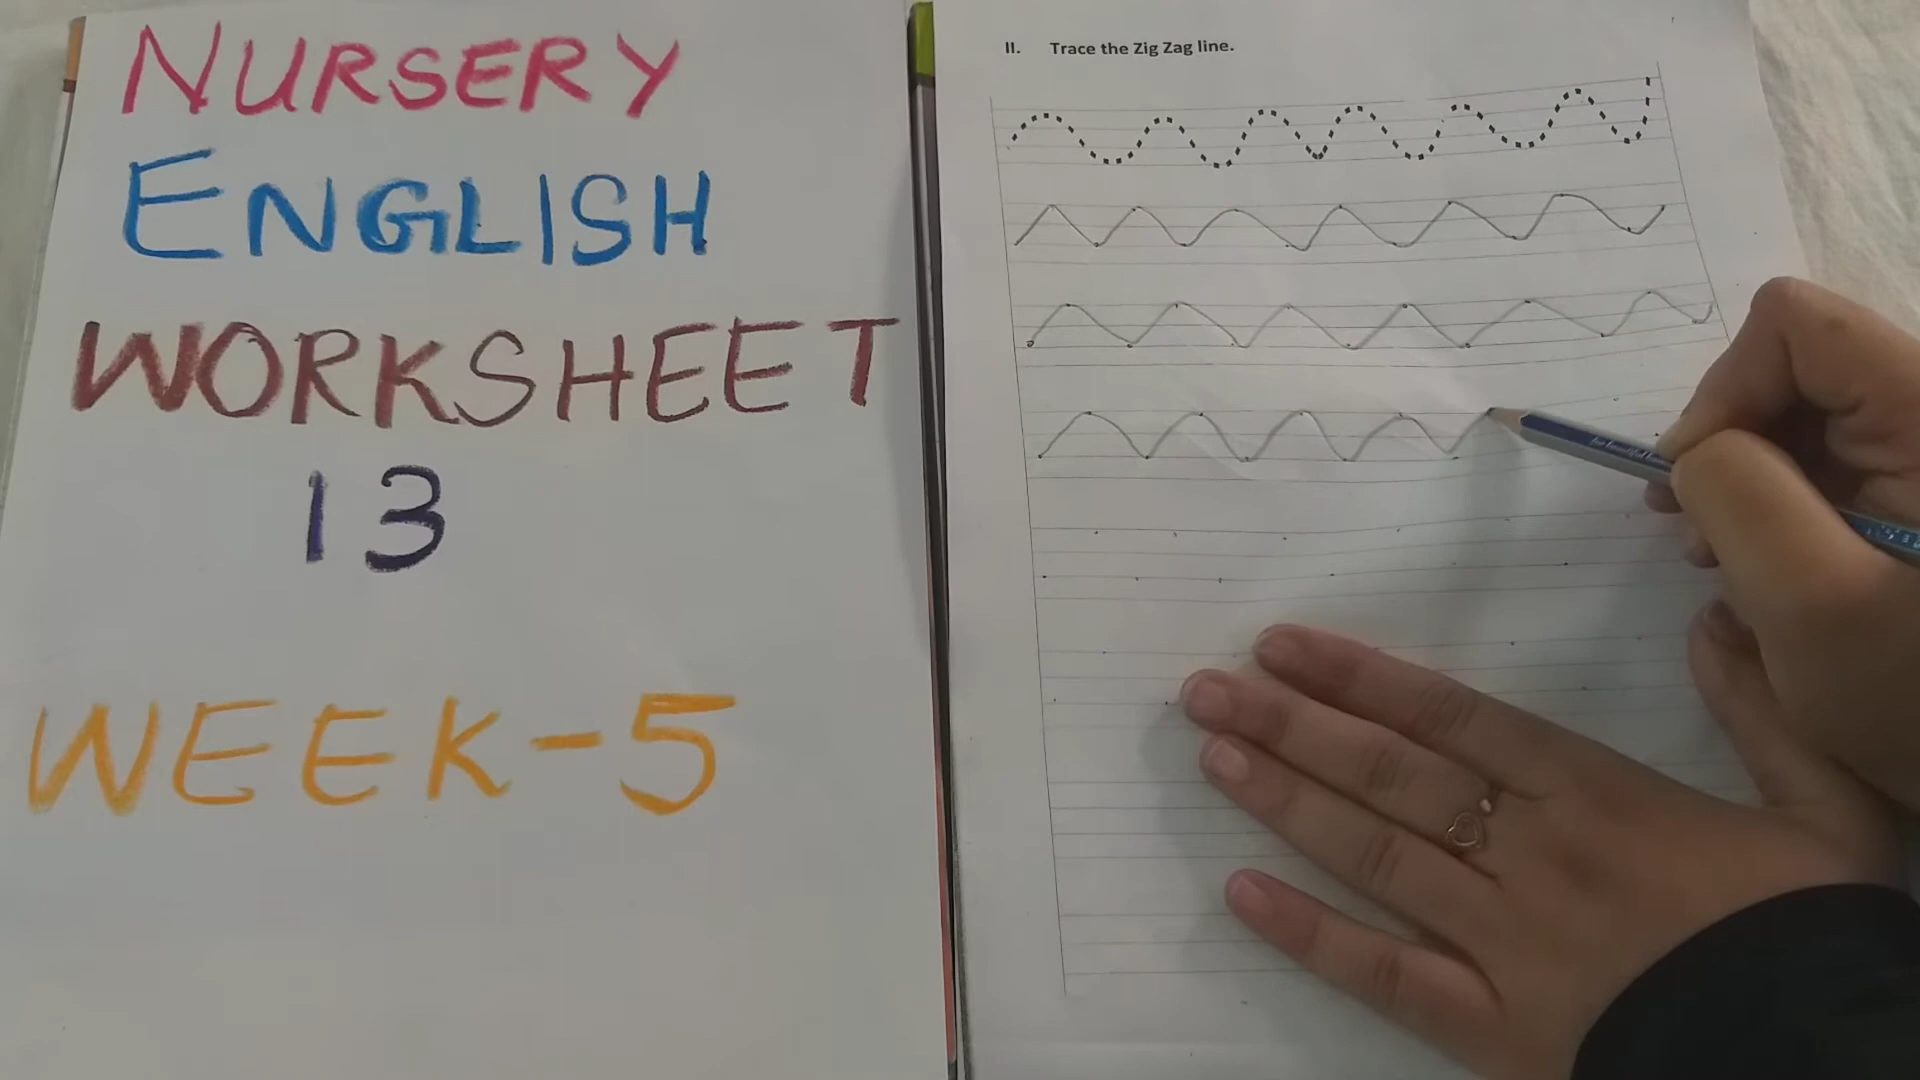 NURSERY
ENGLISH
WORKSHEET
13
WEEK-5
II. Trace the Zig Zag line.